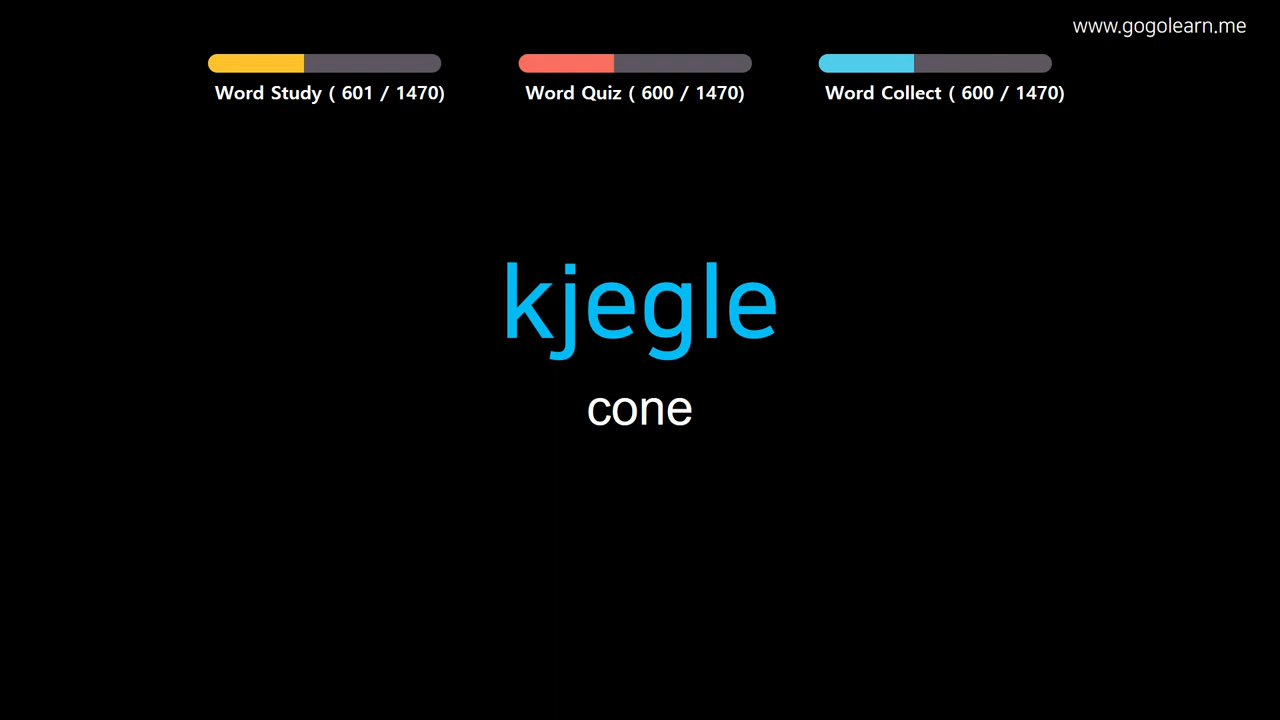 www.gogolearn.me
Word Study ( 601 / 1470)
Word Quiz ( 600 / 1470)
Word Collect ( 600 / 1470)
kjegle
cone